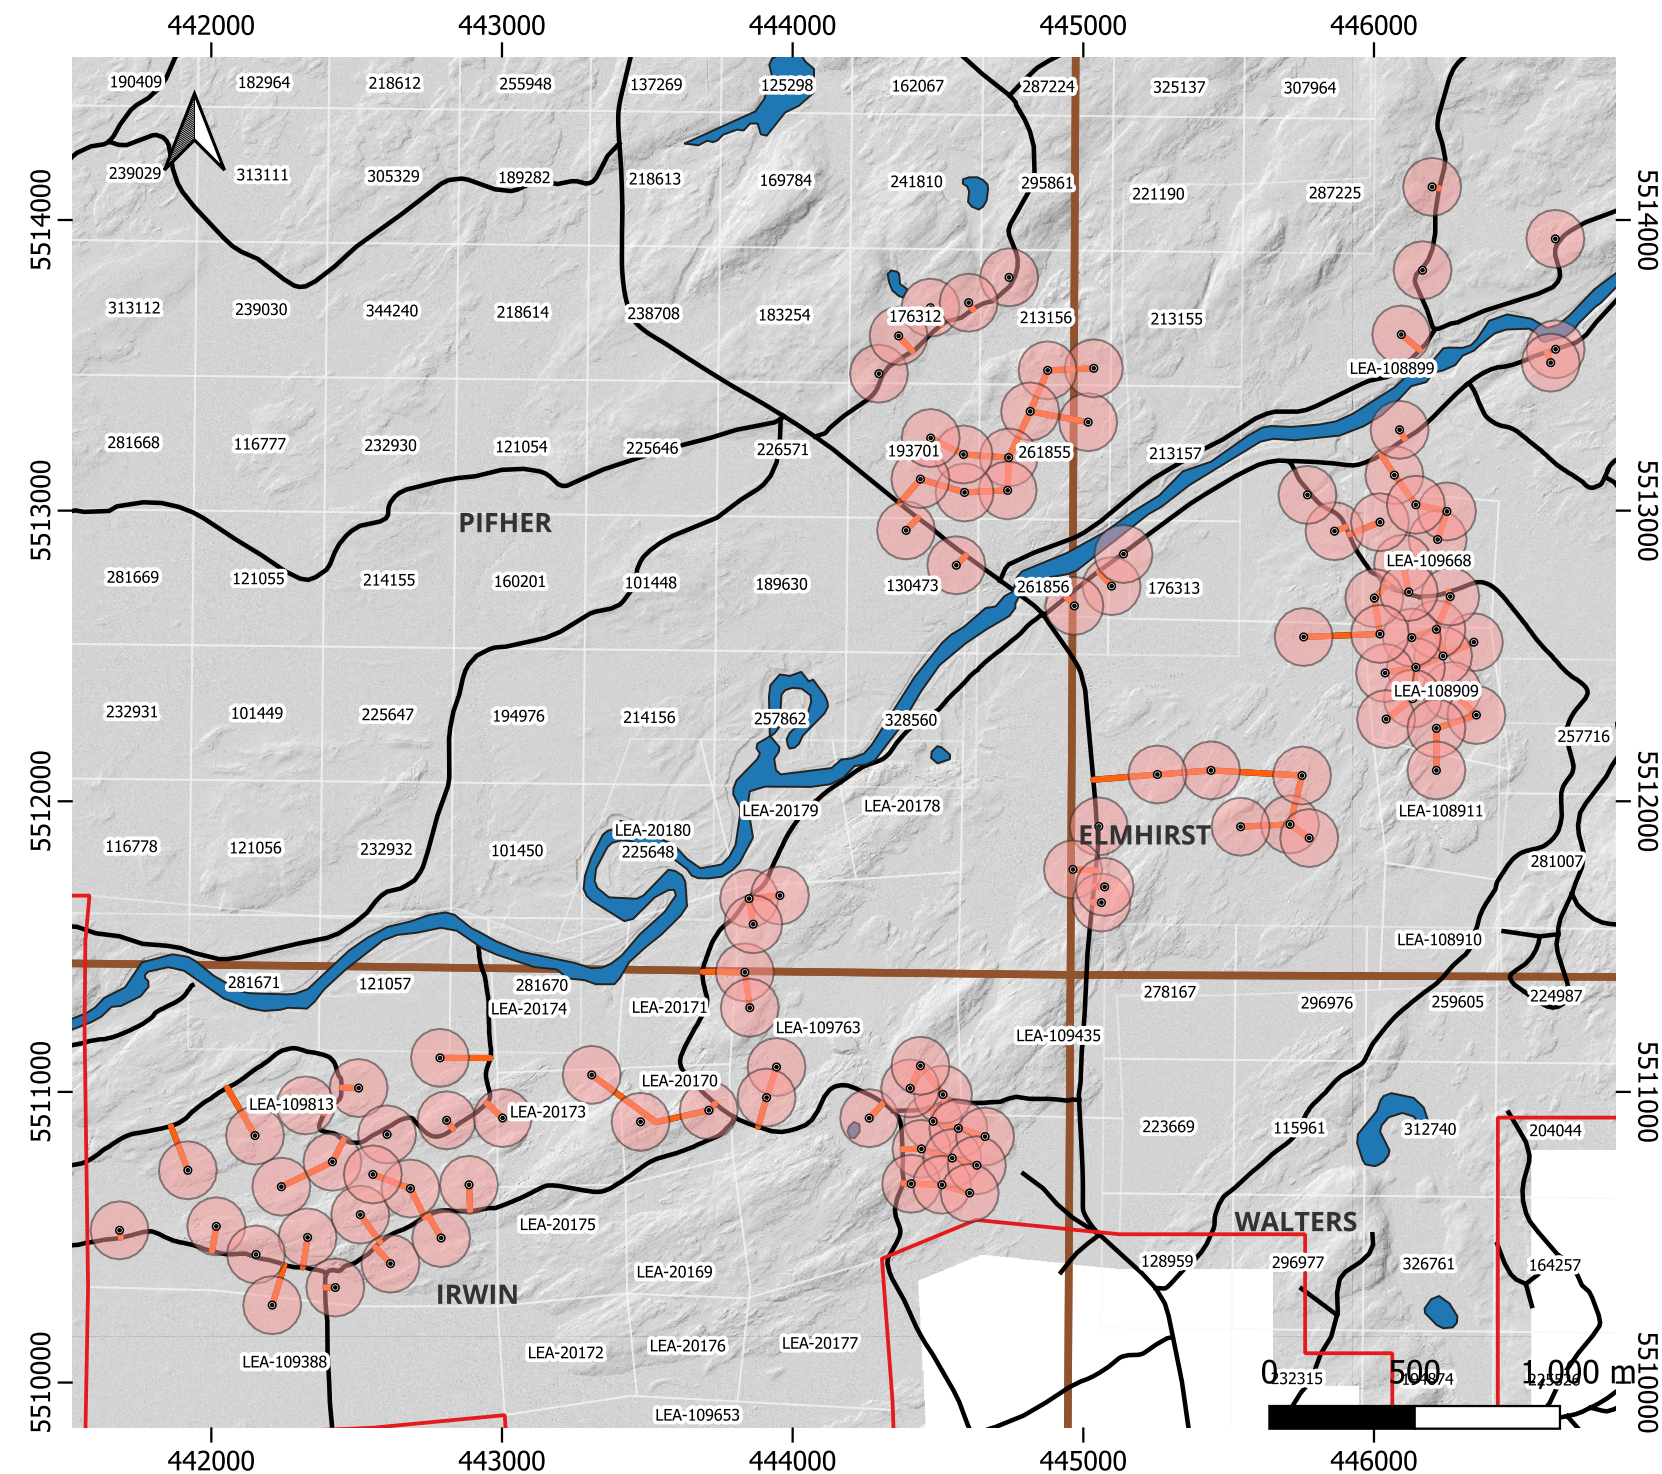 442000 443000 444000 445000 446000
190409 182964 218612 255948 137269 125298 162067 287224 325137 307964
239029 313111 305329 189282 218613 169784 241810 295861 221190 287225
5514000 5514000
313112 239030 344240 218614 238708 183254 176312 213156 213155
LEA-108899
281668 116777 232930 121054 225646 226571 193701 261855 213157
5513000 5513000
PIFHER
LEA-109668
281669 121055 214155 160201 101448 189630 130473 261856 176313
LEA-108909
232931 101449 225647 194976 214156 257862 328560 257716
5512000 5512000
LEA-20179 LEA-20178 LEA-108911
LEA-20180
ELMHIRST
116778 121056 232932 101450 225648 281007
LEA-108910
281671 121057 281670 278167 296976 259605 224987
LEA-20174 LEA-20171 LEA-109763 LEA-109435
5511000 5511000
LEA-20170
LEA-109813 LEA-20173
223669 115961 312740 204044
LEA-20175 WALTERS
LEA-20169 128959 296977 326761 164257
IRWIN
LEA-109388 LEA-20172 LEA-20176 LEA-20177
5510000 5510000
0 500 1,000 m
232315 194874 225526
LEA-109653
442000 443000 444000 445000 446000